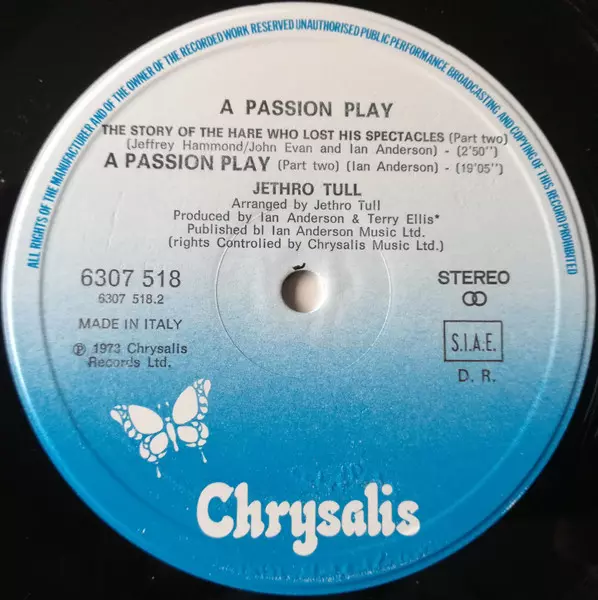 ALL RIGHTS OF THE MANUFACTURER AND OF THE OWNER OF THE RECORDED WORK RESERVED UNAUTHORISED PUBLIC PERFORMANCE BROADCASTING AND COPYING OF THIS RECORD PROHIBITED
A PASSION PLAY
THE STORY OF THE HARE WHO LOST HIS SPECTACLES (Part two)
(Jeffrey Hammond/John Evan and Ian Anderson) - (2'50'')
A PASSION PLAY (Part two) (Ian Anderson) - (19'05'')
JETHRO TULL
Arranged by Jethro Tull
Produced by Ian Anderson & Terry Ellis*
Published bl Ian Anderson Music Ltd.
(rights Controlied by Chrysalis Music Ltd.)
6307 518
6307 518.2
MADE IN ITALY
℗ 1973 Chrysalis
Records Ltd.
STEREO
S.I.A.E.
D. R.
Chrysalis